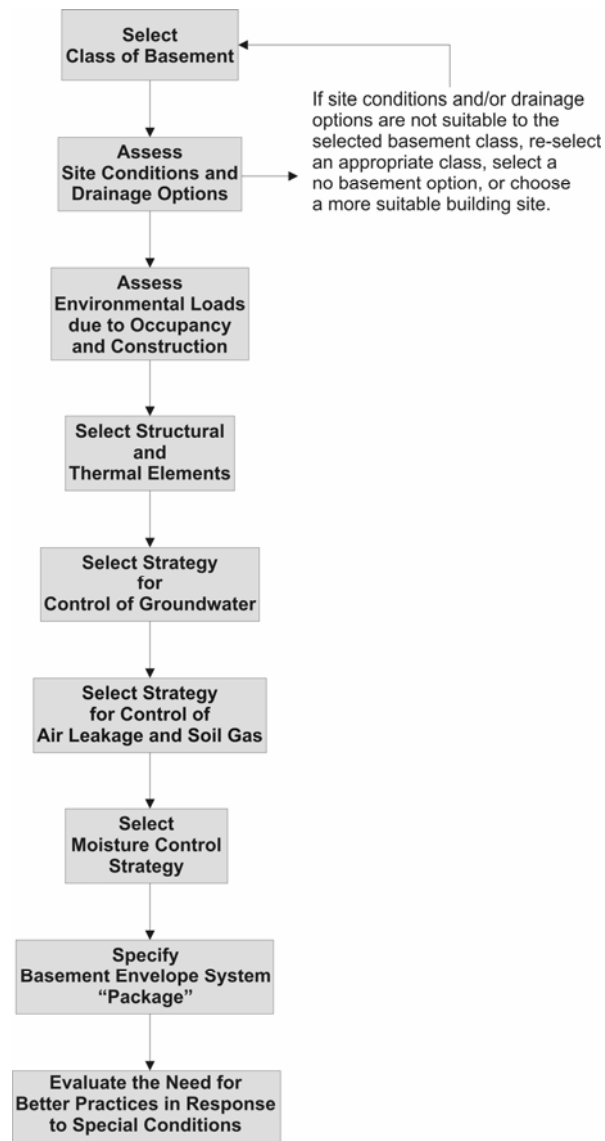 Select
Class of Basement
If site conditions and/or drainage
options are not suitable to the
selected basement class, re-select
an appropriate class, select a
no basement option, or choose
a more suitable building site.
Assess
Site Conditions and
Drainage Options
Assess
Environmental Loads
due to Occupancy
and Construction
Select Structural
and
Thermal Elements
Select Strategy
for
Control of Groundwater
Select Strategy
for Control of
Air Leakage and Soil Gas
Select
Moisture Control
Strategy
Specify
Basement Envelope System
“Package”
Evaluate the Need for
Better Practices in Response
to Special Conditions